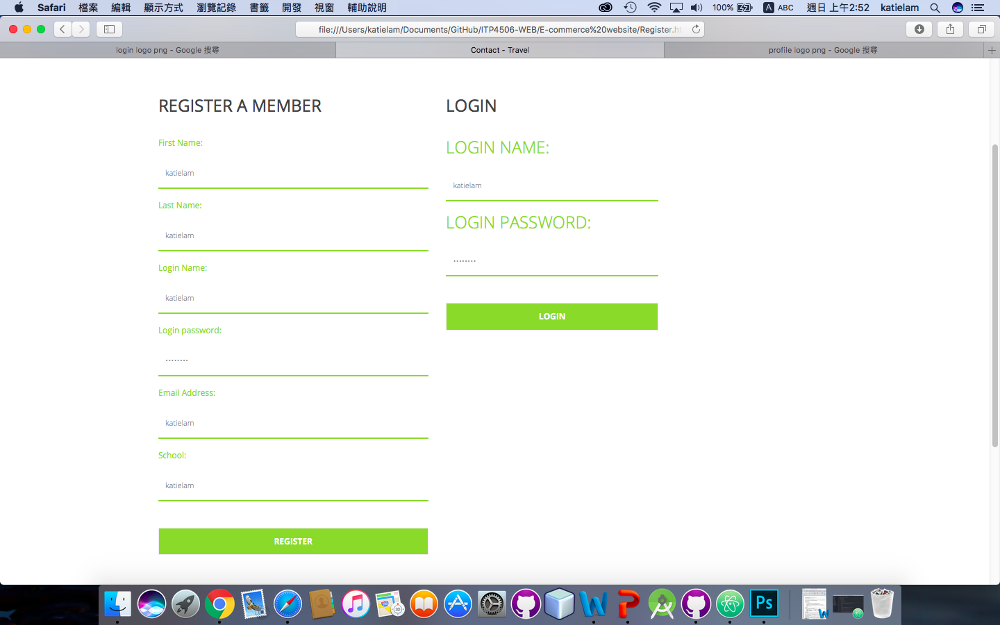 Safari 檔案 編輯 顯示方式 瀏覽記錄 書籤 開發 視窗 輔助說明 100% A ABC 週日 上午2:52 katielam
file:///Users/katielam/Documents/GitHub/ITP4506-WEB/E-commerce%20website/Register.h
login logo png - Google 搜尋 Contact - Travel profile logo png - Google 搜尋
REGISTER A MEMBER
First Name:
katielam
Last Name:
katielam
Login Name:
katielam
Login password:
········
Email Address:
katielam
School:
katielam
REGISTER
LOGIN
LOGIN NAME:
katielam
LOGIN PASSWORD:
········
LOGIN
Ps